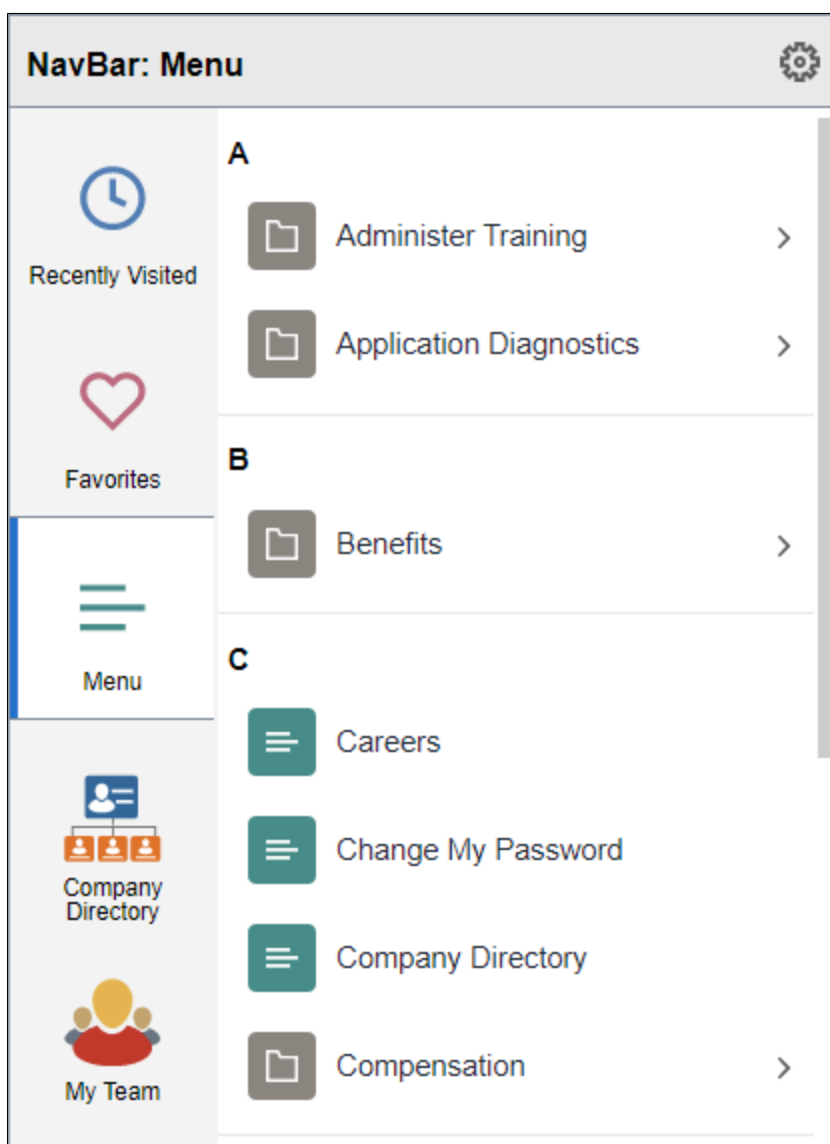 NavBar: Menu
Recently Visited
Favorites
Menu
Company
Directory
My Team
A
Administer Training
Application Diagnostics
B
Benefits
C
Careers
Change My Password
Company Directory
Compensation